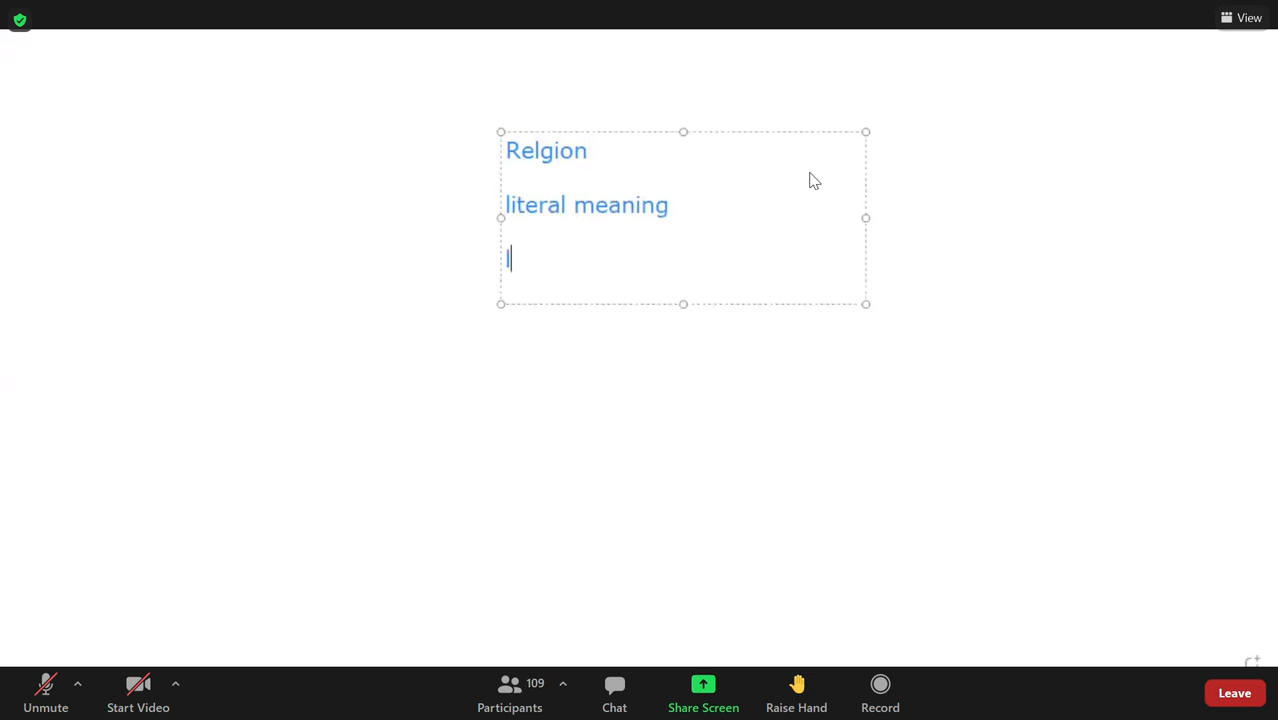 View
Relgion
literal meaning
l
Unmute
Start Video
109
Participants
Chat
Share Screen
Raise Hand
Record
Leave